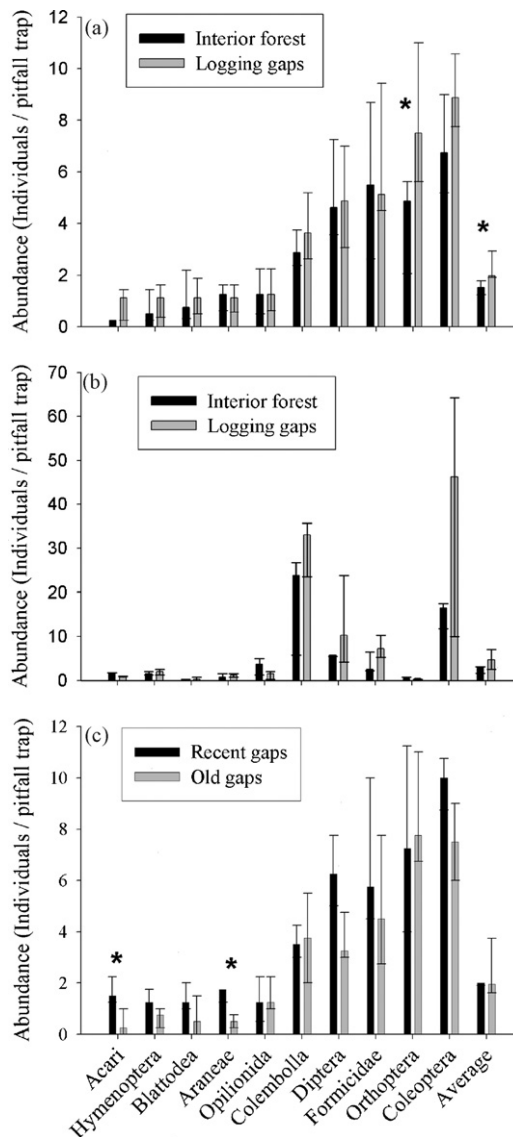 (a)
Interior forest
Logging gaps
Abundance (Individuals / pitfall trap)
12
10
8
6
4
2
0
*
*
(b)
Interior forest
Logging gaps
Abundance (Individuals / pitfall trap)
70
60
50
40
30
20
10
0
(c)
Recent gaps
Old gaps
Abundance (Individuals / pitfall trap)
12
10
8
6
4
2
0
*
*
Acari
Hymenoptera
Blattodea
Araneae
Opilionida
Colembolla
Diptera
Formicidae
Orthoptera
Coleoptera
Average